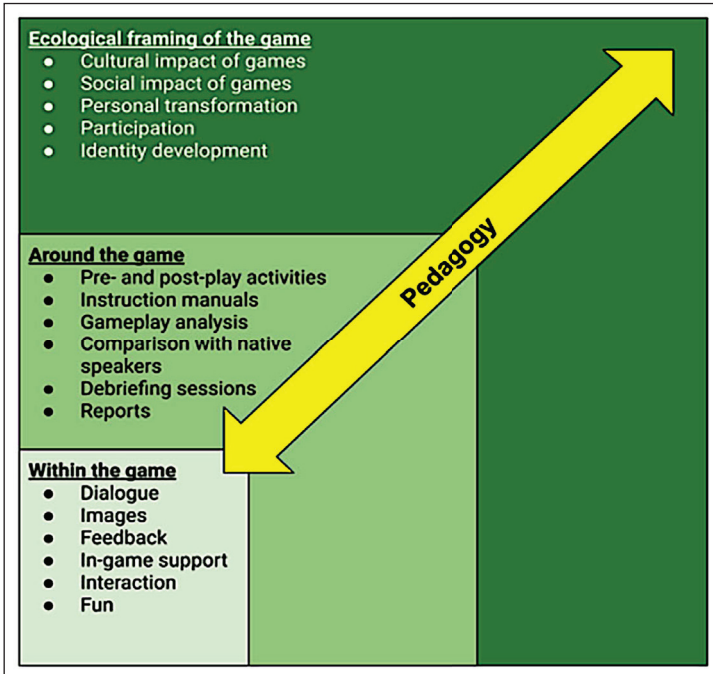 Ecological framing of the game
● Cultural impact of games
● Social impact of games
● Personal transformation
● Participation
● Identity development
Pedagogy
Around the game
● Pre- and post-play activities
● Instruction manuals
● Gameplay analysis
● Comparison with native
speakers
● Debriefing sessions
● Reports
Within the game
● Dialogue
● Images
● Feedback
● In-game support
● Interaction
● Fun